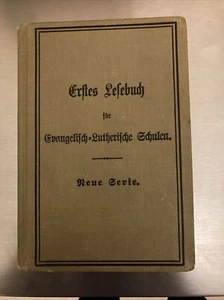 Erstes Lesebuch
für
Evangelisch-Lutherische Schulen.
Neue Serie.